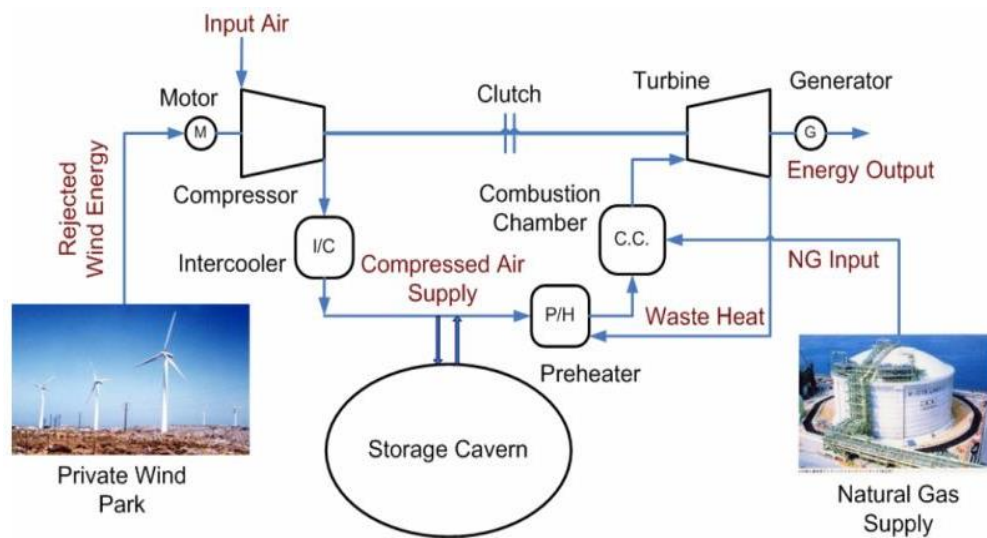 Input Air
Motor
M
Rejected
Wind Energy
Compressor
Clutch
Turbine
Generator
G
Energy Output
Combustion
Chamber
C.C.
I/C
Intercooler
Compressed Air
Supply
NG Input
P/H
Waste Heat
Preheater
Storage Cavern
Private Wind
Park
Natural Gas
Supply